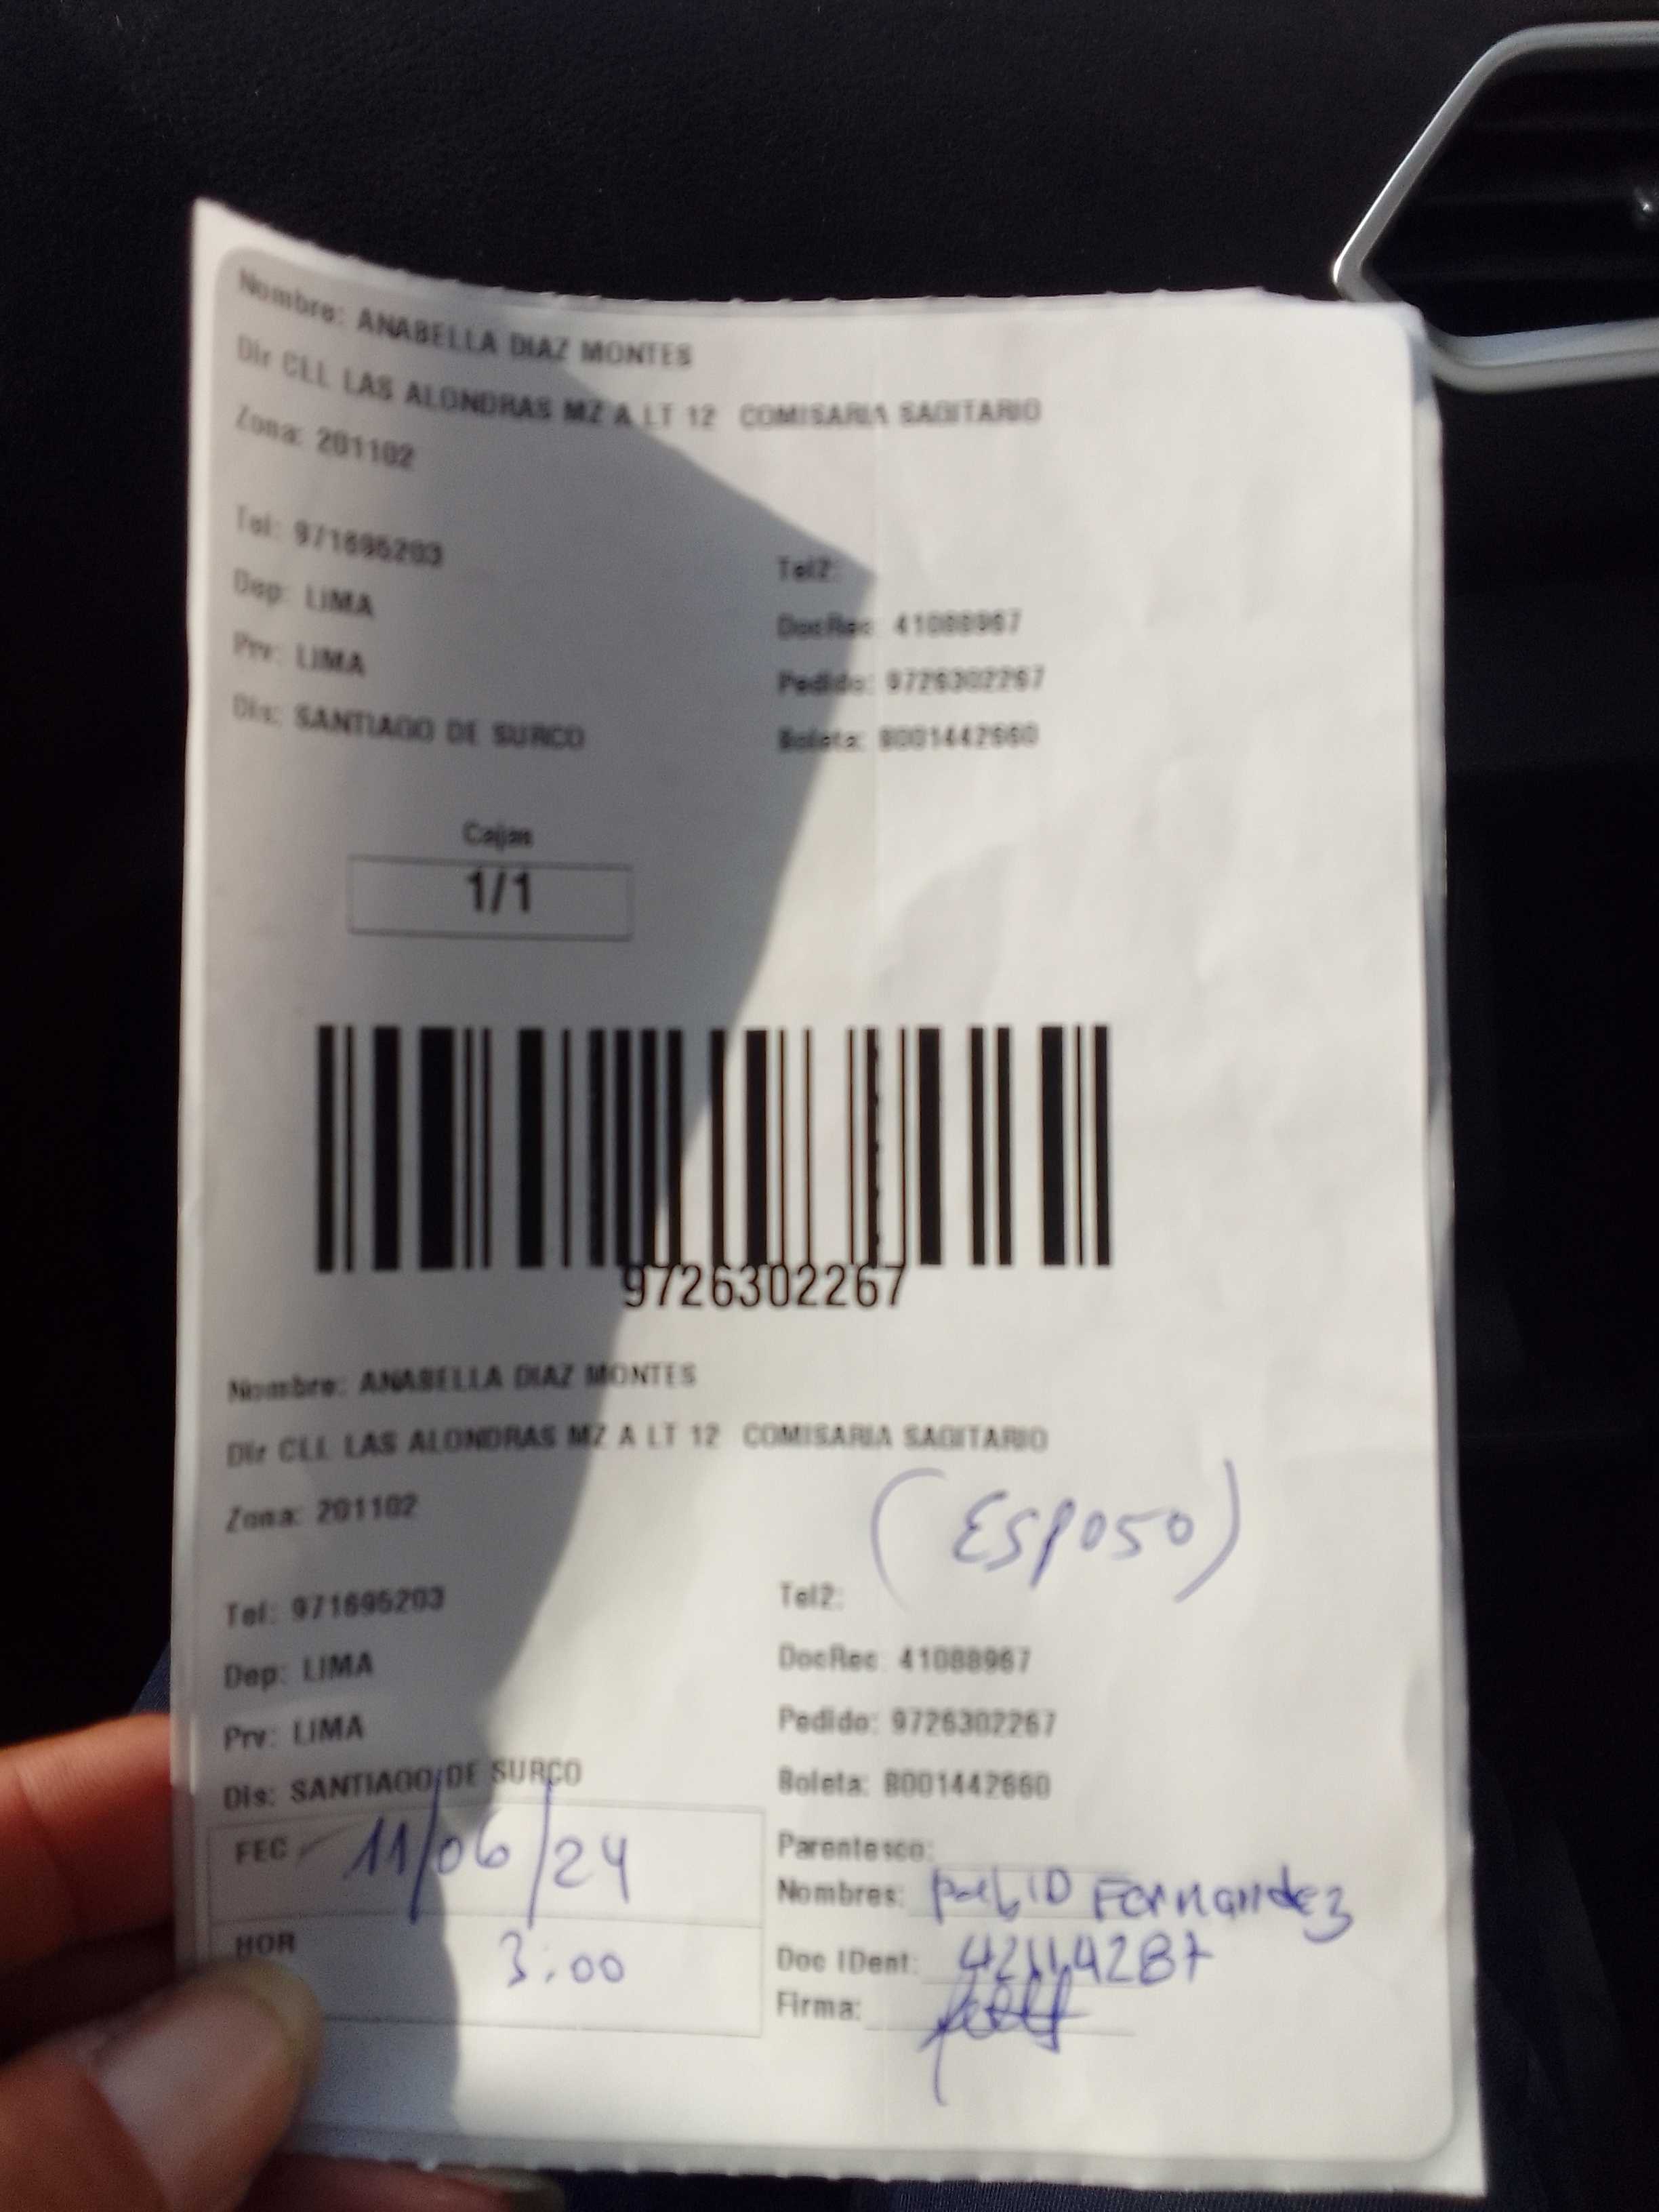 Nombre: ANABELLA DIAZ MONTES
Dir CLL LAS ALONDRAS MZ A LT 12 COMISARIA SAGITARIO
Zona: 201102
Tel: 971695203 Tel2:
Dep: LIMA DocRec 41088967
Prv: LIMA Pedido: 9726302267
Dis: SANTIAGO DE SURCO Boleta: B001442660
Cajas
1/1
9726302267
Nombre: ANABELLA DIAZ MONTES
Dir CLL LAS ALONDRAS MZ A LT 12 COMISARIA SAGITARIO
Zona: 201102
(ESPOSO)
Tel: 971695203 Tel2:
Dep: LIMA DocRec 41088967
Prv: LIMA Pedido: 9726302267
Dis: SANTIAGO DE SURCO Boleta: B001442660
FEC 11/06/24 Parentesco:
Nombres: Fernandez
HOR 3:00 Doc IDent:
Firma: